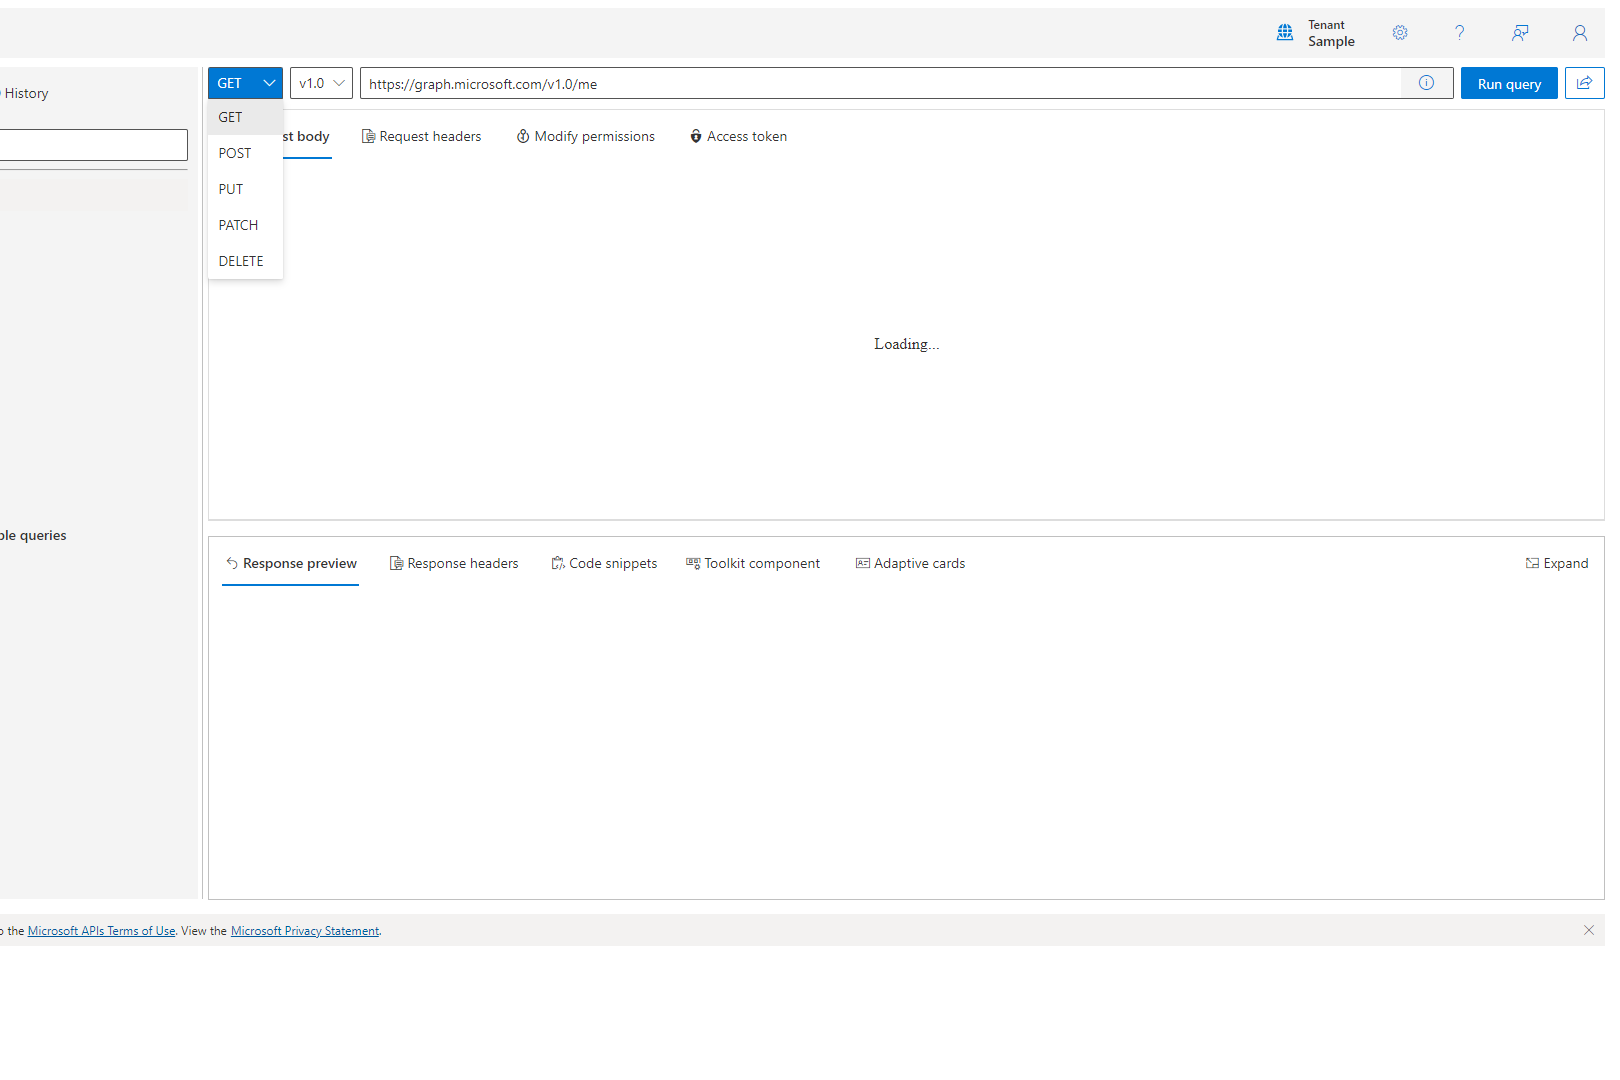 Tenant
Sample
History
GET
v1.0
https://graph.microsoft.com/v1.0/me
Run query
GET
POST
PUT
PATCH
DELETE
st body
Request headers
Modify permissions
Access token
Loading...
ple queries
Response preview
Response headers
Code snippets
Toolkit component
Adaptive cards
Expand
o the Microsoft APIs Terms of Use. View the Microsoft Privacy Statement.